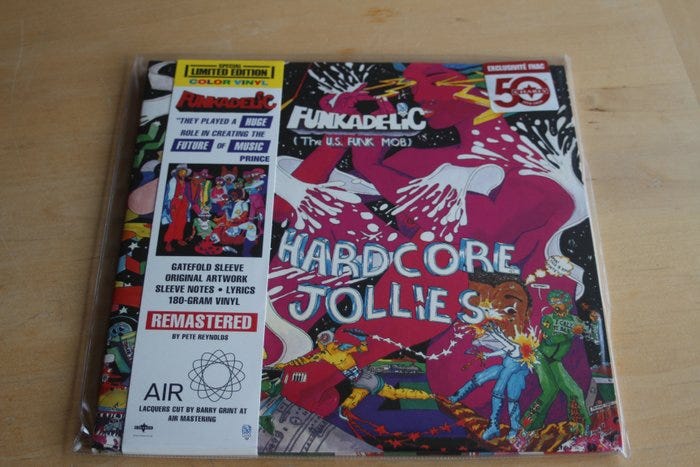 SPECIAL
LIMITED EDITION
COLOR VINYL
FUNKADELIC
"THEY PLAYED A HUGE
ROLE IN CREATING THE
FUTURE OF MUSIC
PRINCE
GATEFOLD SLEEVE
ORIGINAL ARTWORK
SLEEVE NOTES • LYRICS
180-GRAM VINYL
REMASTERED
BY PETE REYNOLDS
AIR
LACQUERS CUT BY BARRY GRINT AT
AIR MASTERING
EXCLUSIVITÉ FNAC
50
FUNKADELIC
(The U.S. FUNK MOB)
HARDCORE
JOLLIES